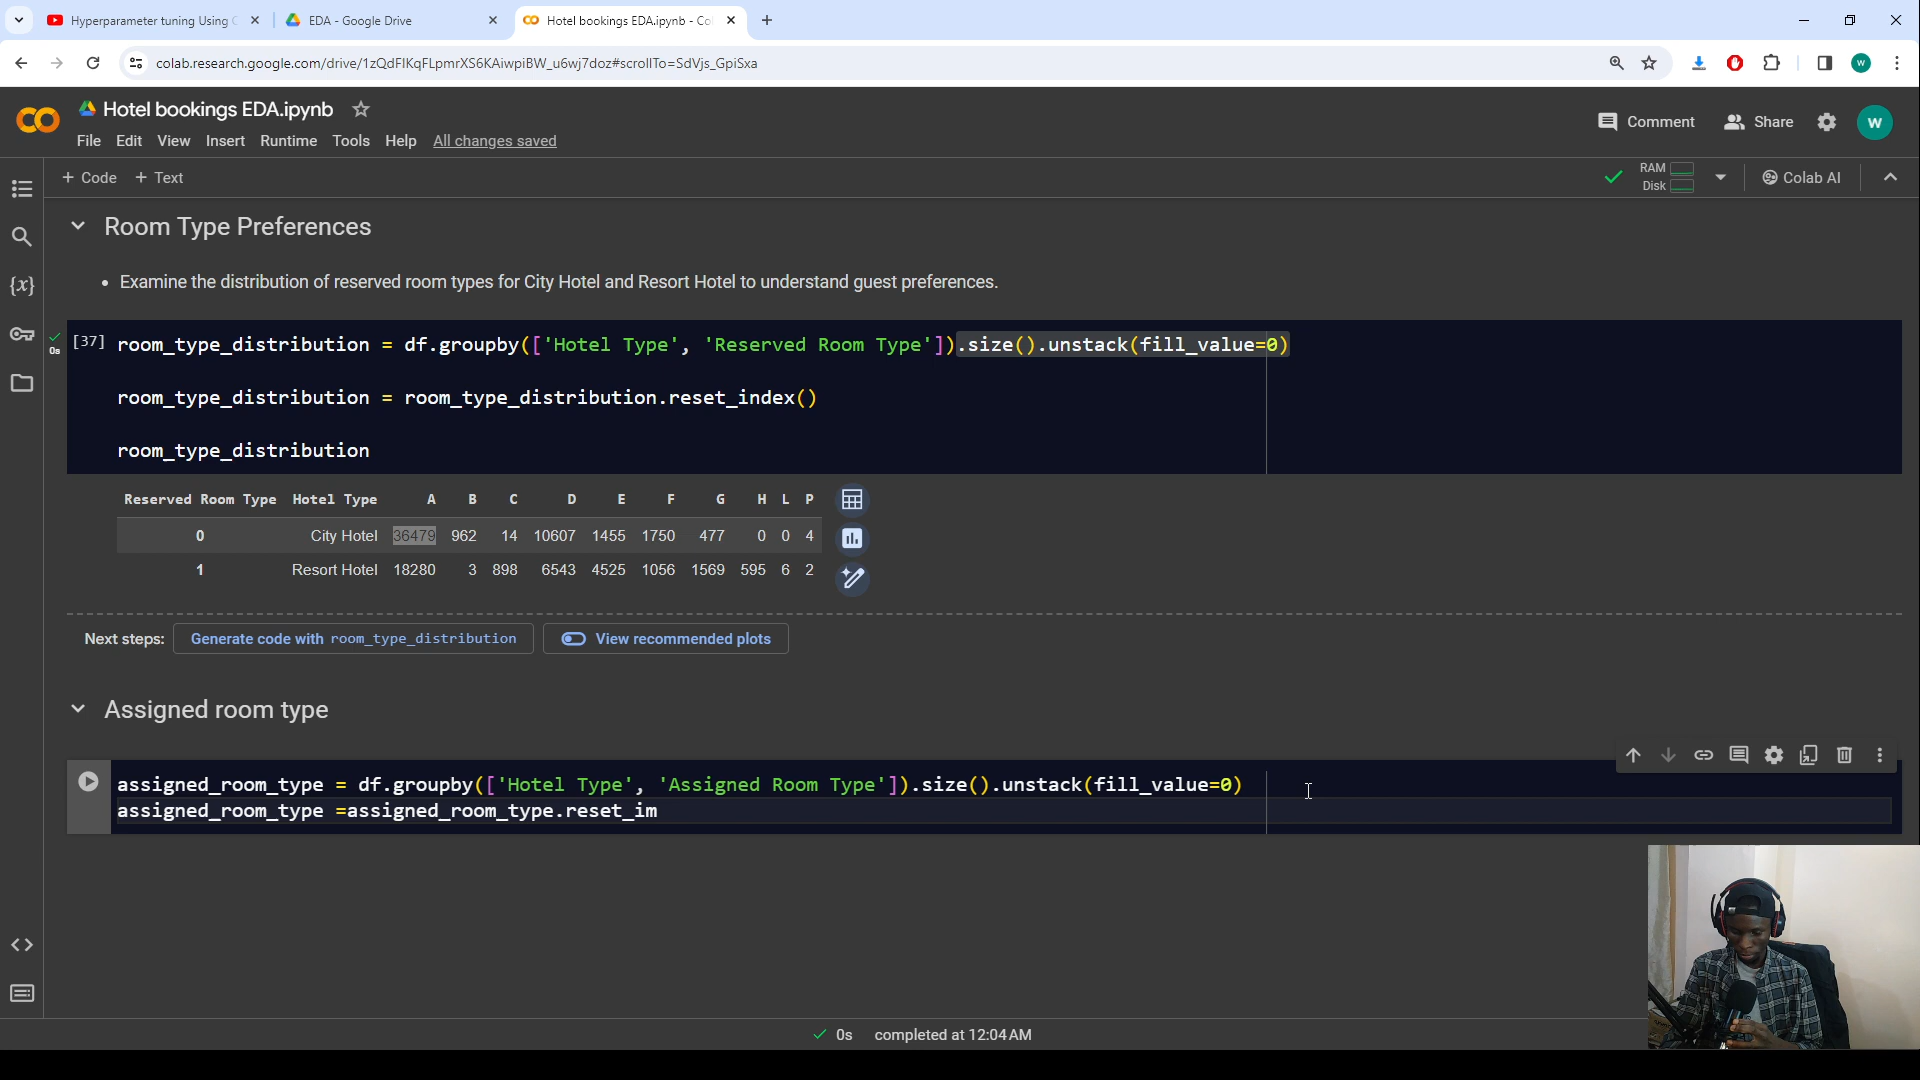 Hyperparameter tuning Using
EDA - Google Drive
Hotel bookings EDA.ipynb - Co
colab.research.google.com/drive/1zQdFIKqFLpmrXS6KAiwpiBW_u6wj7doz#scrollTo=SdVjs_GpiSxa
W
Hotel bookings EDA.ipynb
Comment
Share
W
File Edit View Insert Runtime Tools Help All changes saved
+ Code + Text
RAM
Disk
Colab AI
Room Type Preferences
• Examine the distribution of reserved room types for City Hotel and Resort Hotel to understand guest preferences.
0s
[37] room_type_distribution = df.groupby(['Hotel Type', 'Reserved Room Type']).size().unstack(fill_value=0)
room_type_distribution = room_type_distribution.reset_index()
room_type_distribution
Reserved Room Type Hotel Type A B C D E F G H L P
0 City Hotel 36479 962 14 10607 1455 1750 477 0 0 4
1 Resort Hotel 18280 3 898 6543 4525 1056 1569 595 6 2
Next steps: Generate code with room_type_distribution View recommended plots
Assigned room type
assigned_room_type = df.groupby(['Hotel Type', 'Assigned Room Type']).size().unstack(fill_value=0)
assigned_room_type =assigned_room_type.reset_im
0s completed at 12:04 AM